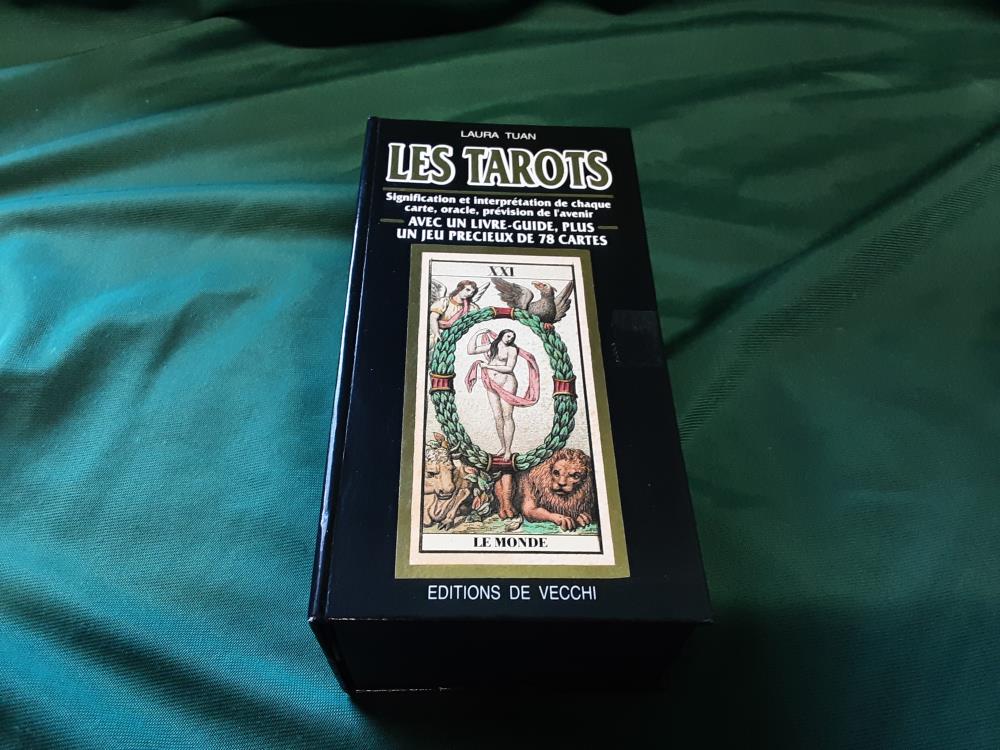 LAURA TUAN
LES TAROTS
Signification et interprétation de chaque
carte, oracle, prévision de l'avenir
AVEC UN LIVRE-GUIDE, PLUS
UN JEU PRECIEUX DE 78 CARTES
XXI
LE MONDE
EDITIONS DE VECCHI